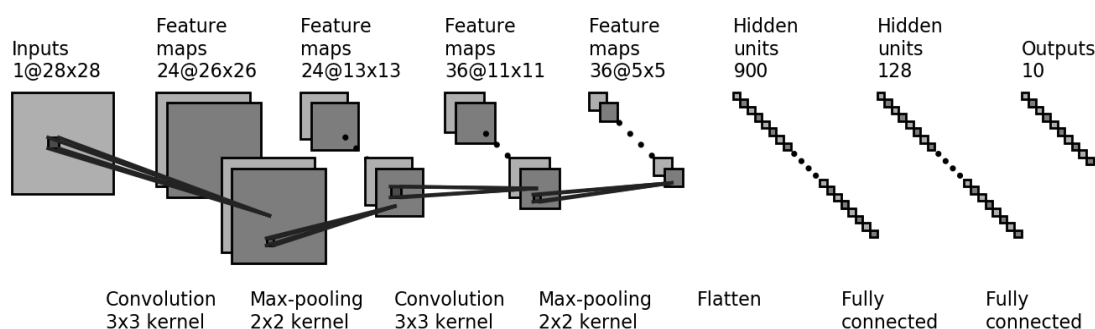 Inputs
1@28x28
Feature
maps
24@26x26
Feature
maps
24@13x13
Feature
maps
36@11x11
Feature
maps
36@5x5
Hidden
units
900
Hidden
units
128
Outputs
10
Convolution
3x3 kernel
Max-pooling
2x2 kernel
Convolution
3x3 kernel
Max-pooling
2x2 kernel
Flatten
Fully
connected
Fully
connected